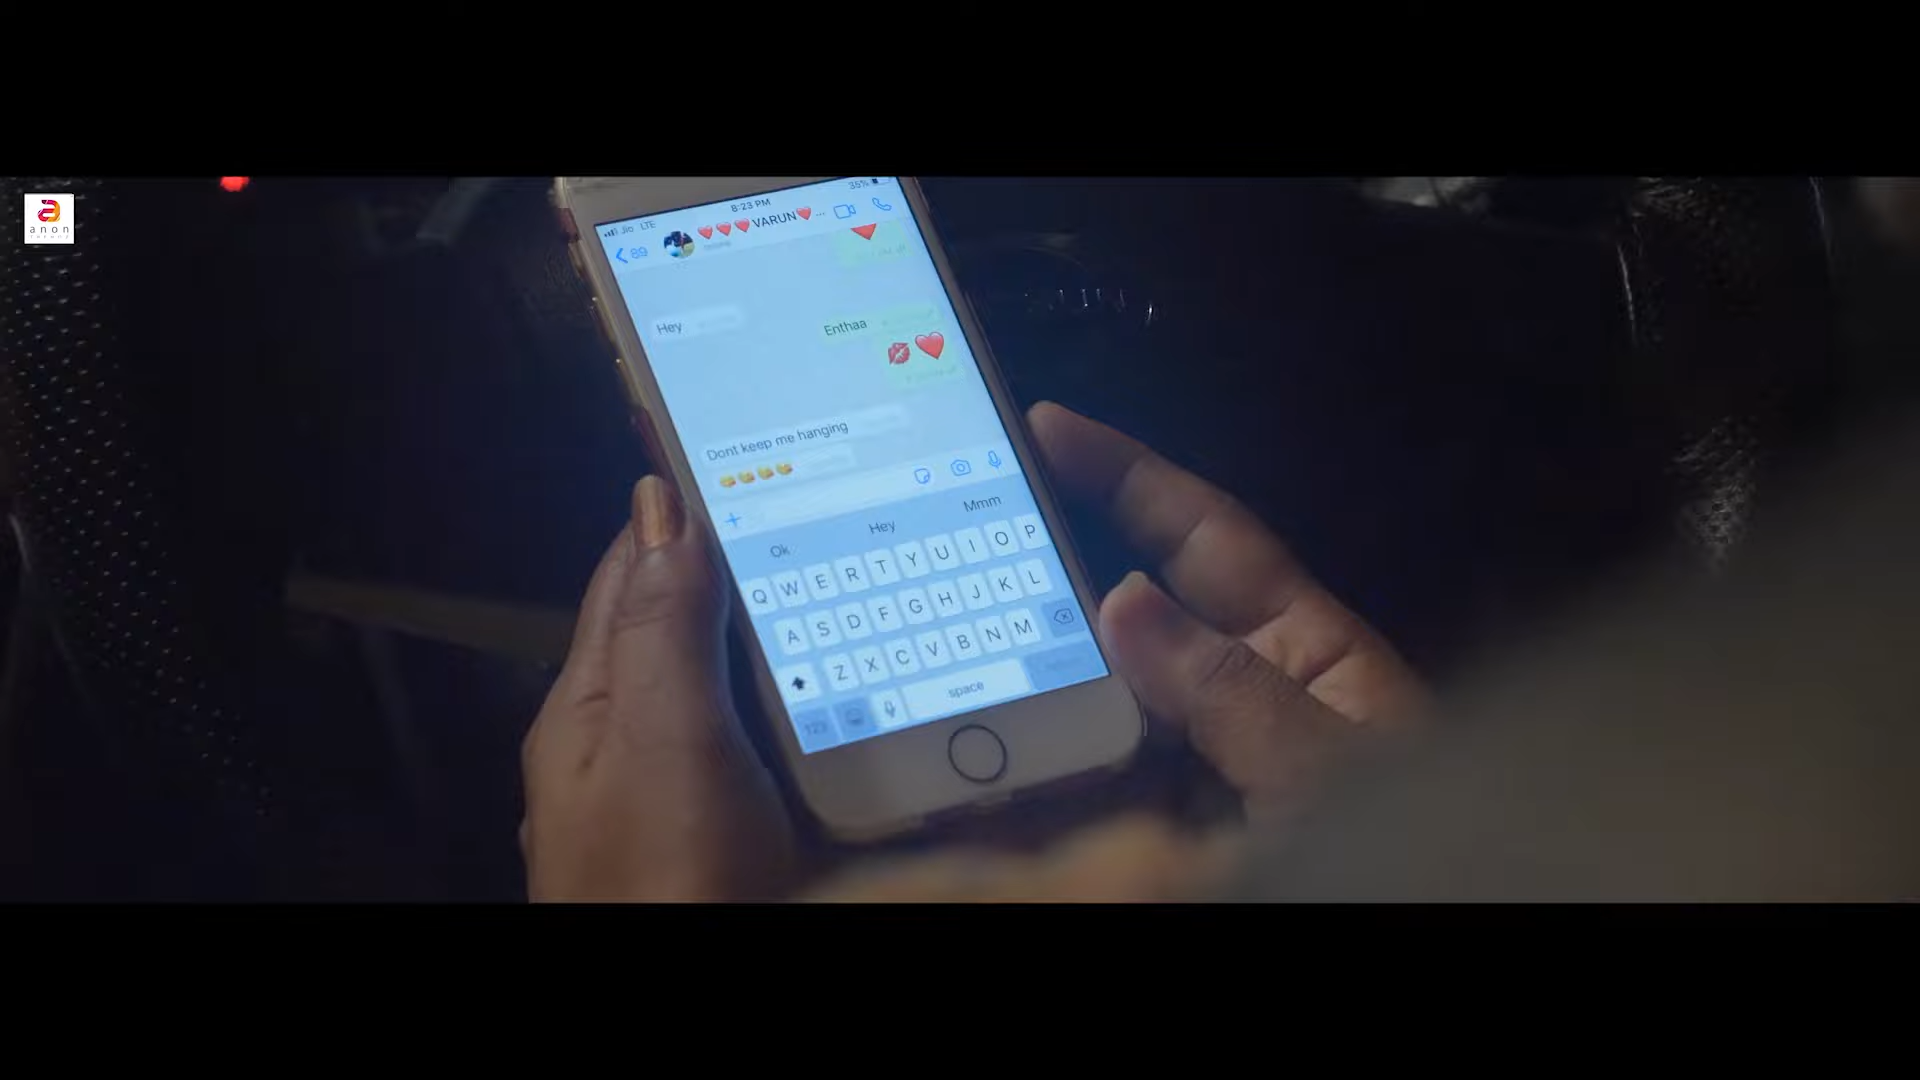 anon
8:23 PM
35%
Jio LTE
89
❤️❤️❤️VARUN❤️ ...
❤️
Hey
Enthaa
💋❤️
Dont keep me hanging
Ok
Hey
Mmm
Q W E R T Y U I O P
A S D F G H J K L
Z X C V B N M
123
space